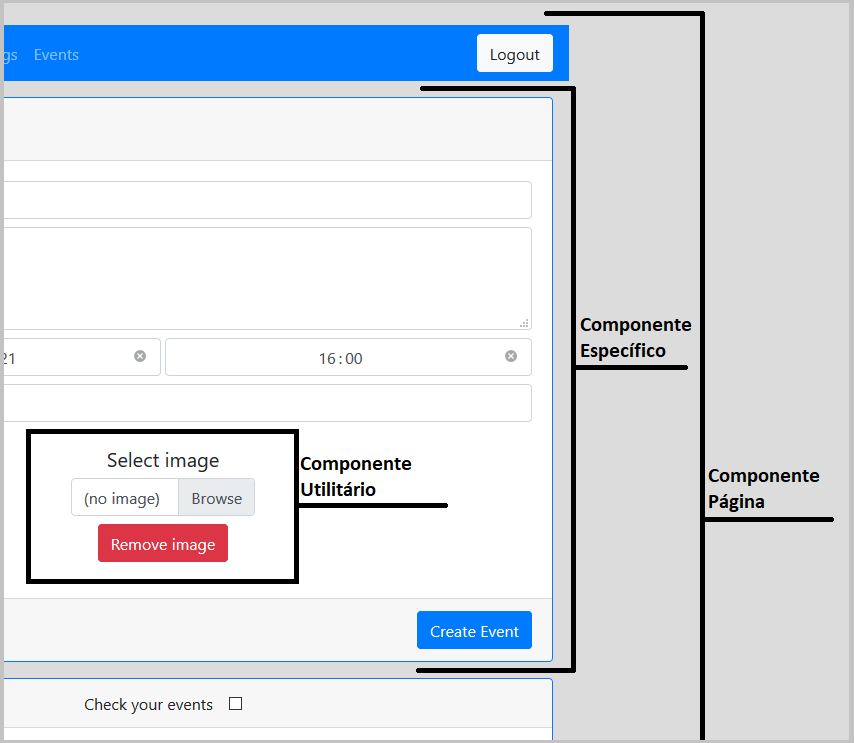 gs Events Logout
21 16:00
Componente
Específico
Select image
(no image) Browse
Remove image
Componente
Utilitário
Componente
Página
Create Event
Check your events